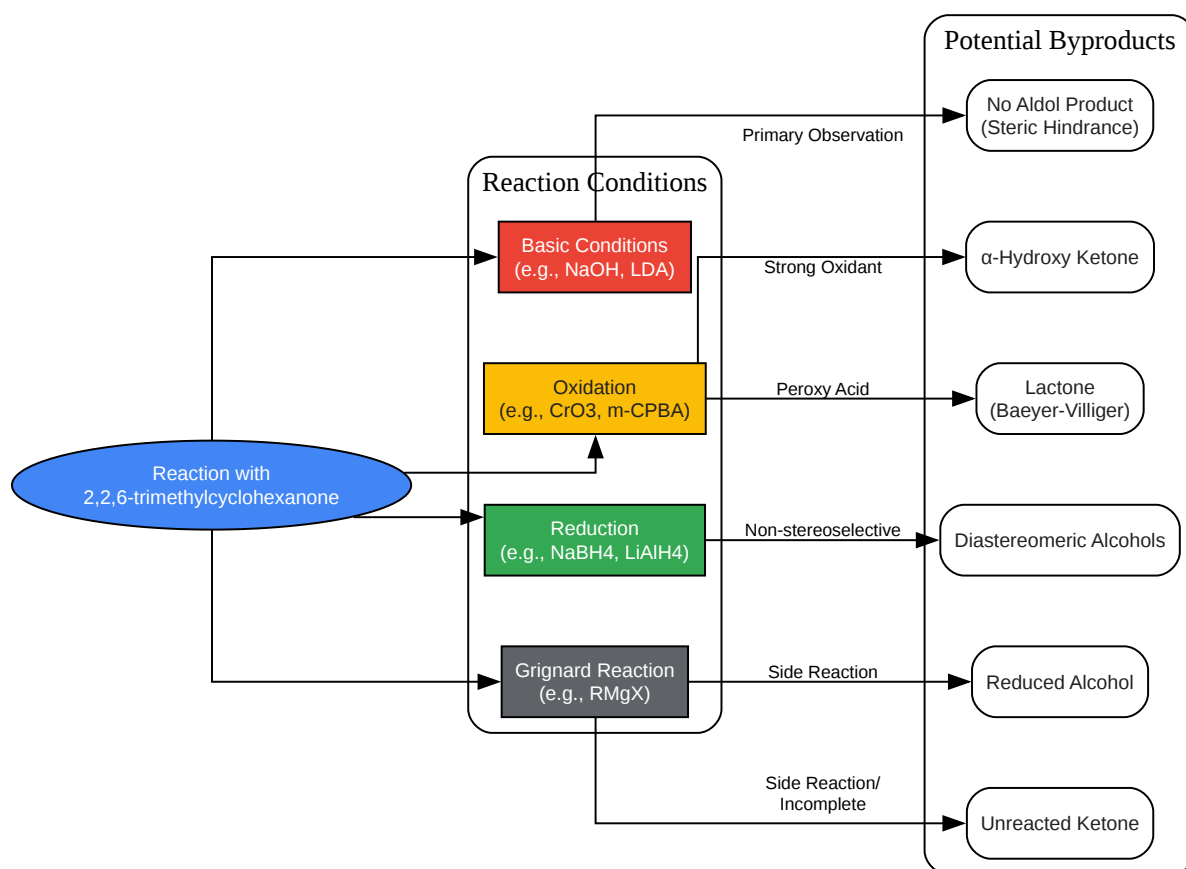 Potential Byproducts
No Aldol Product
(Steric Hindrance)
Primary Observation
Reaction Conditions
Basic Conditions
(e.g., NaOH, LDA)
Strong Oxidant
α-Hydroxy Ketone
Oxidation
(e.g., CrO3, m-CPBA)
Peroxy Acid
Lactone
(Baeyer-Villiger)
Reaction with
2,2,6-trimethylcyclohexanone
Reduction
(e.g., NaBH4, LiAlH4)
Non-stereoselective
Diastereomeric Alcohols
Grignard Reaction
(e.g., RMgX)
Side Reaction
Reduced Alcohol
Side Reaction/
Incomplete
Unreacted Ketone